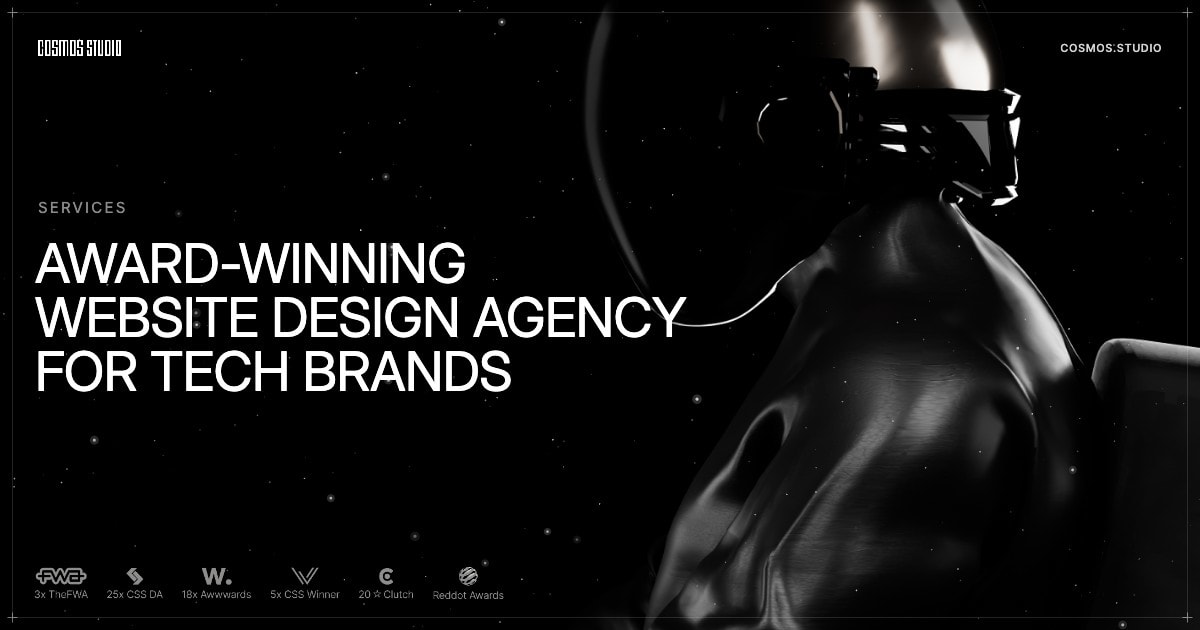 COSMOS STUDIO
COSMOS.STUDIO
SERVICES
AWARD-WINNING
WEBSITE DESIGN AGENCY
FOR TECH BRANDS
FWA W.
3x TheFWA 25x CSS DA 18x Awwwards 5x CSS Winner 20 ☆ Clutch Reddot Awards